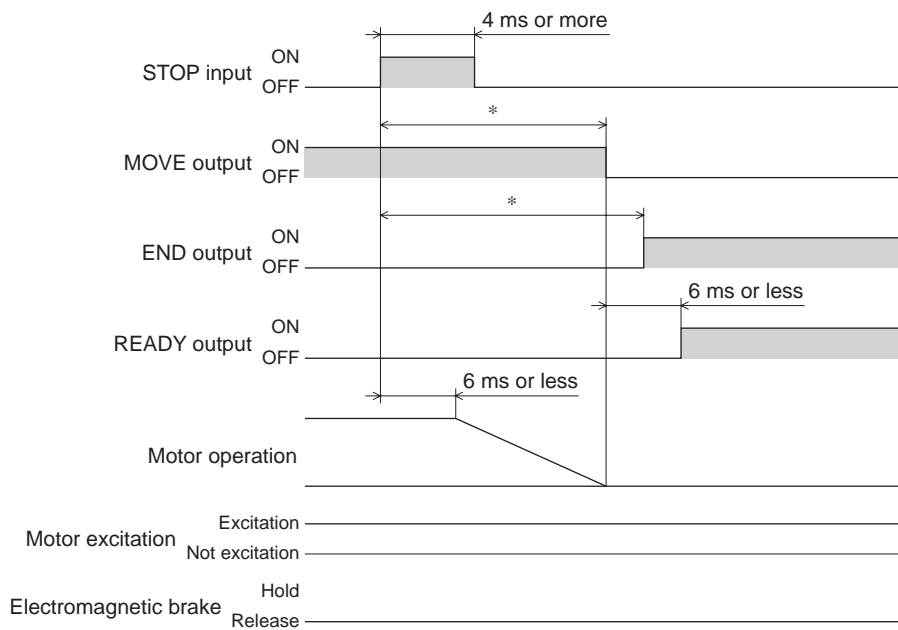 4 ms or more
STOP input
ON
OFF
*
MOVE output
ON
OFF
*
END output
ON
OFF
6 ms or less
READY output
ON
OFF
6 ms or less
Motor operation
Motor excitation
Excitation
Not excitation
Electromagnetic brake
Hold
Release